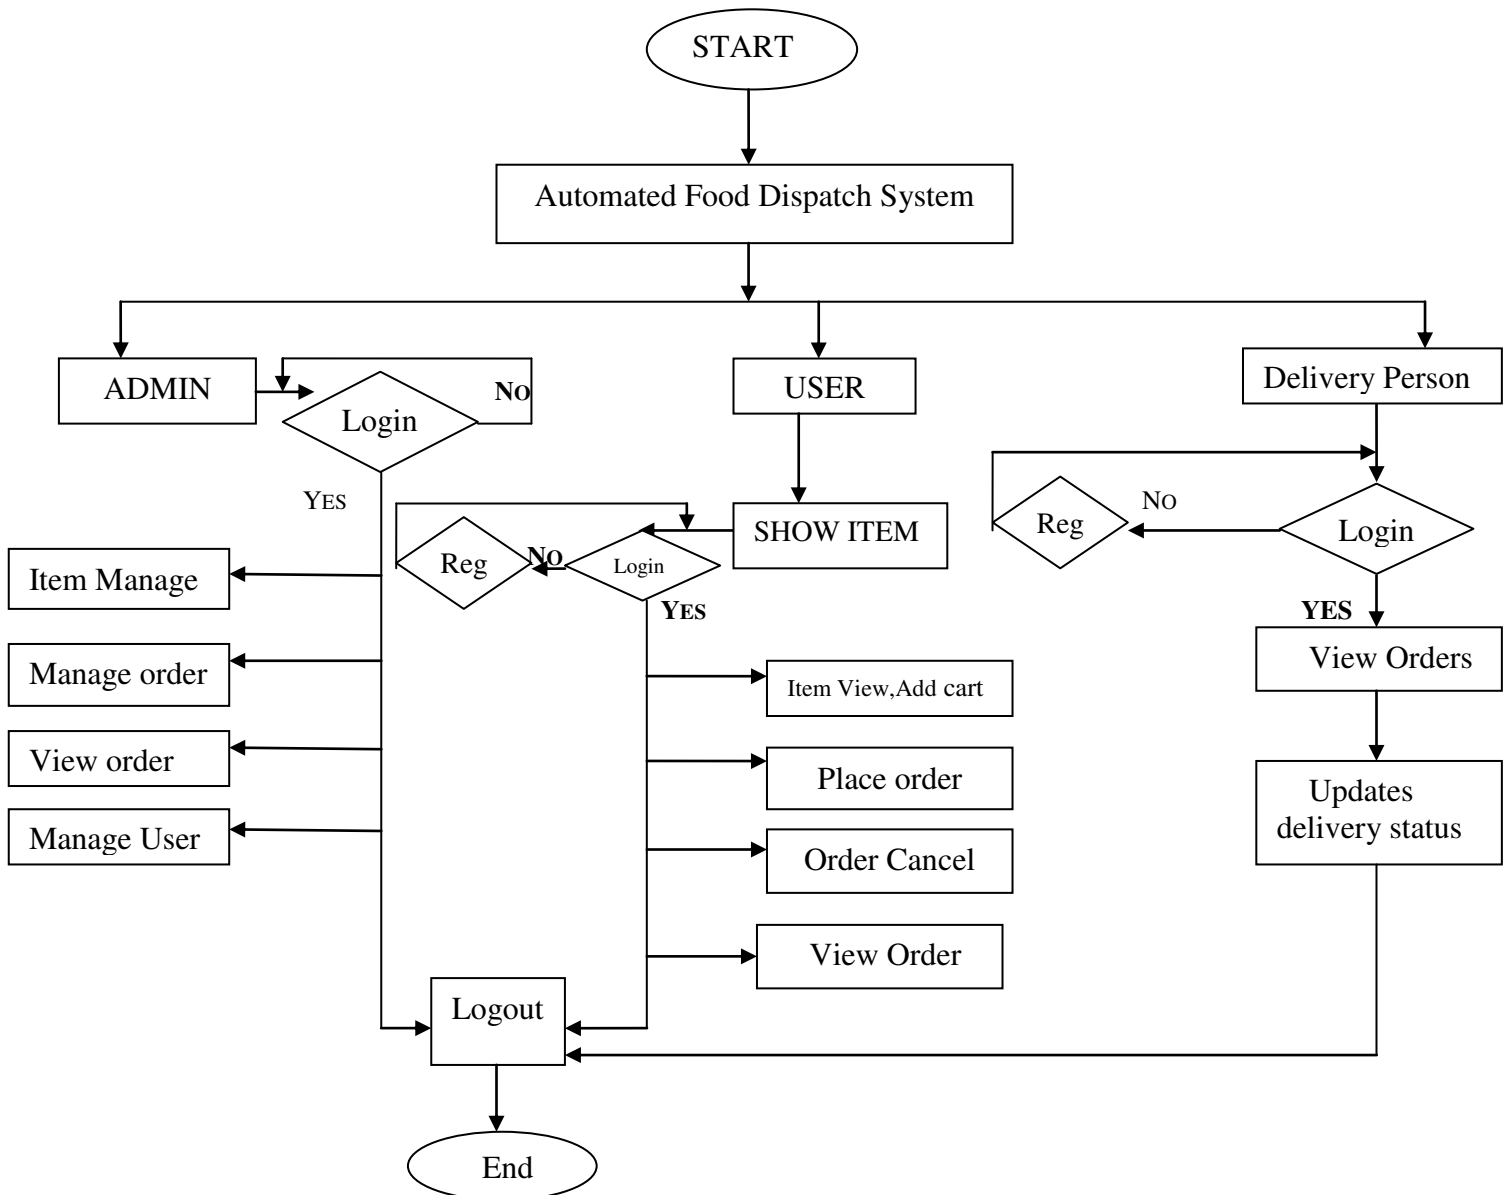 START
Automated Food Dispatch System
ADMIN
Login
NO
YES
Item Manage
Manage order
View order
Manage User
USER
SHOW ITEM
Login
NO
Reg
YES
Item View,Add cart
Place order
Order Cancel
View Order
Delivery Person
Login
NO
Reg
YES
View Orders
Updates
delivery status
Logout
End